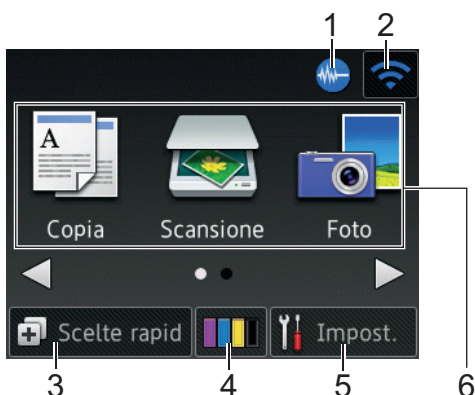 1 2
A
Copia Scansione Foto
Scelte rapid Impost.
3 4 5 6